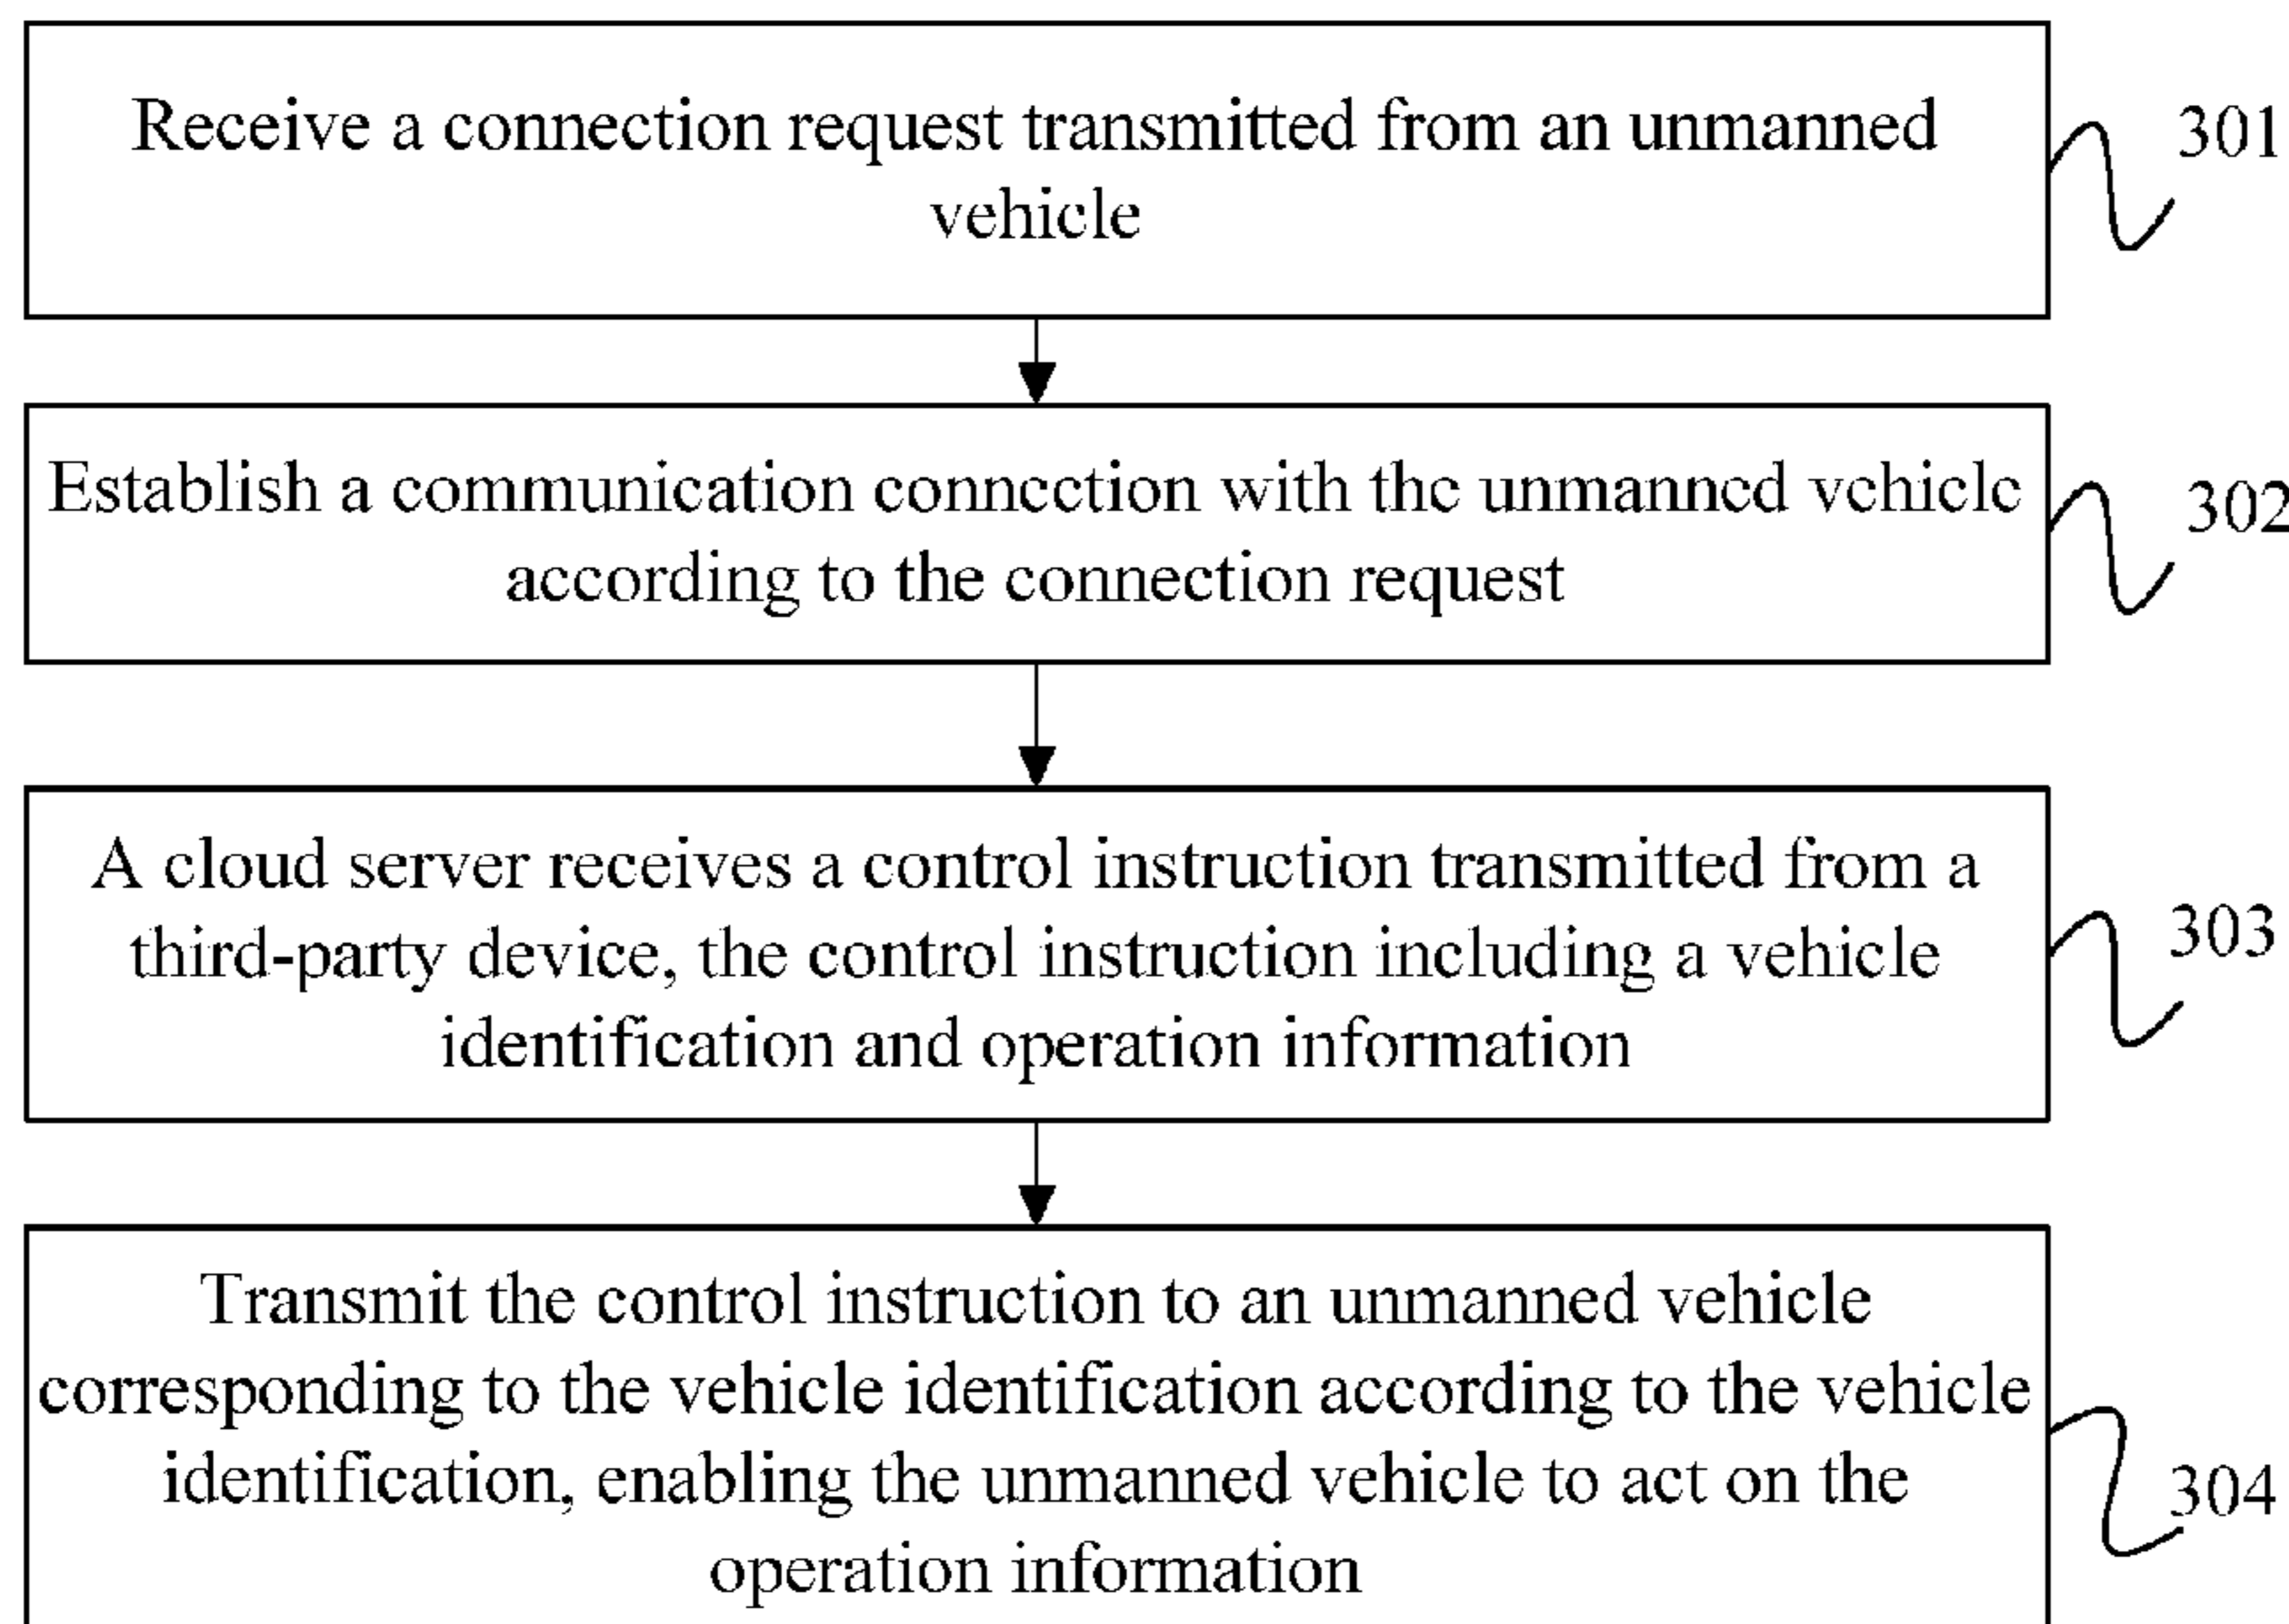 Receive a connection request transmitted from an unmanned
vehicle
301
Establish a communication connection with the unmanned vehicle
according to the connection request
302
A cloud server receives a control instruction transmitted from a
third-party device, the control instruction including a vehicle
identification and operation information
303
Transmit the control instruction to an unmanned vehicle
corresponding to the vehicle identification according to the vehicle
identification, enabling the unmanned vehicle to act on the
operation information
304